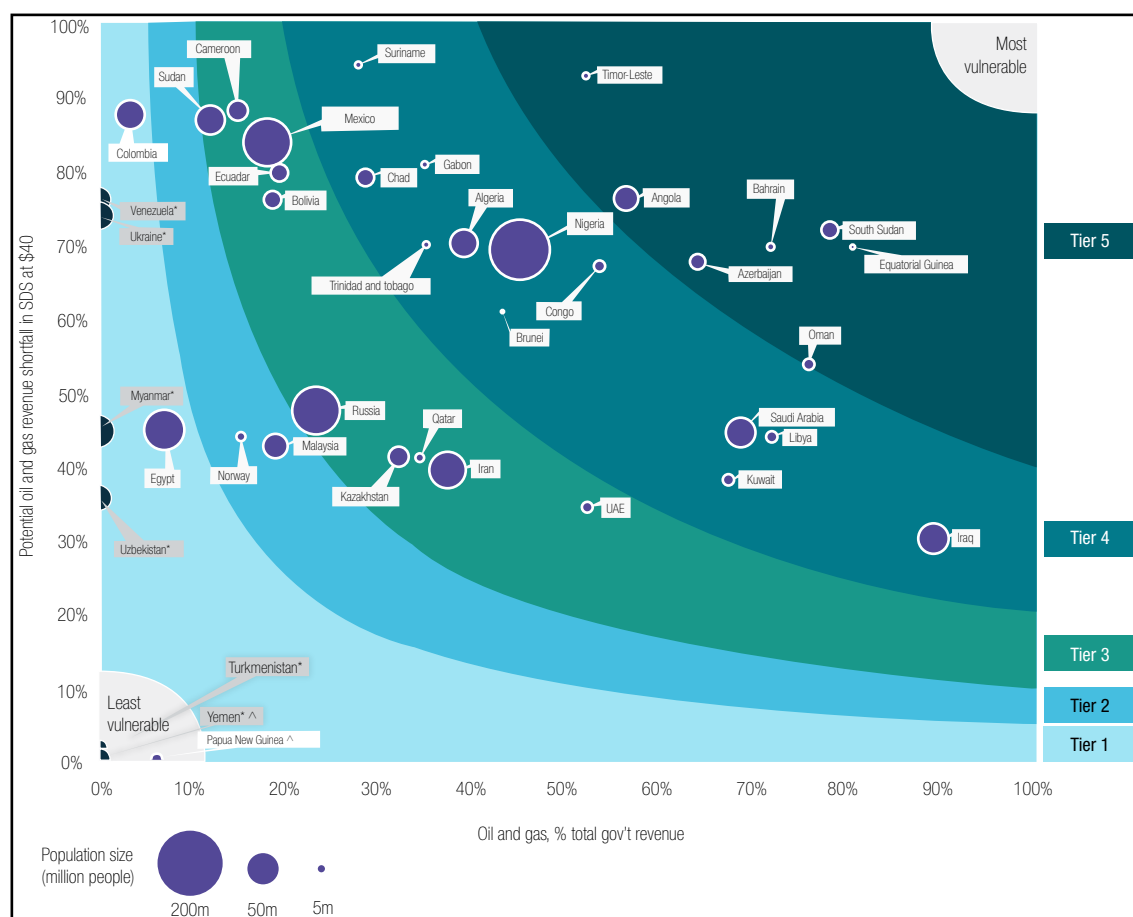 100%
90%
80%
70%
60%
50%
40%
30%
20%
10%
0%
Potential oil and gas revenue shortfall in SDS at $40
Cameroon
Suriname
Sudan
Timor-Leste
Most
vulnerable
Mexico
Colombia
Ecuadar
Chad
Gabon
Bolivia
Algeria
Angola
Bahrain
Venezuela*
Nigeria
South Sudan
Ukraine*
Trinidad and tobago
Azerbaijan
Equatorial Guinea
Congo
Brunei
Oman
Myanmar*
Russia
Qatar
Saudi Arabia
Malaysia
Libya
Egypt
Norway
Iran
Kuwait
Kazakhstan
UAE
Uzbekistan*
Iraq
Turkmenistan*
Least
vulnerable
Yemen* ^
Papua New Guinea ^
Tier 5
Tier 4
Tier 3
Tier 2
Tier 1
0%
10%
20%
30%
40%
50%
60%
70%
80%
90%
100%
Oil and gas, % total gov't revenue
Population size
(million people)
200m
50m
5m